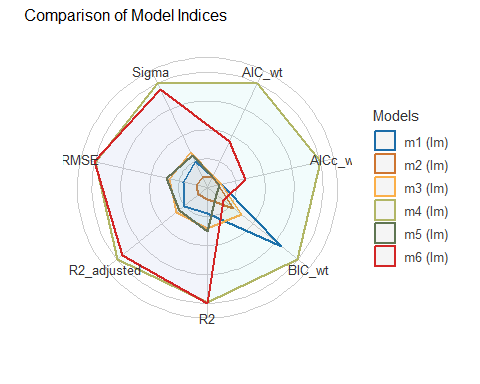 Comparison of Model Indices
Sigma
AIC_wt
RMSE
AICc_w
R2_adjusted
BIC_wt
R2
Models
m1 (lm)
m2 (lm)
m3 (lm)
m4 (lm)
m5 (lm)
m6 (lm)